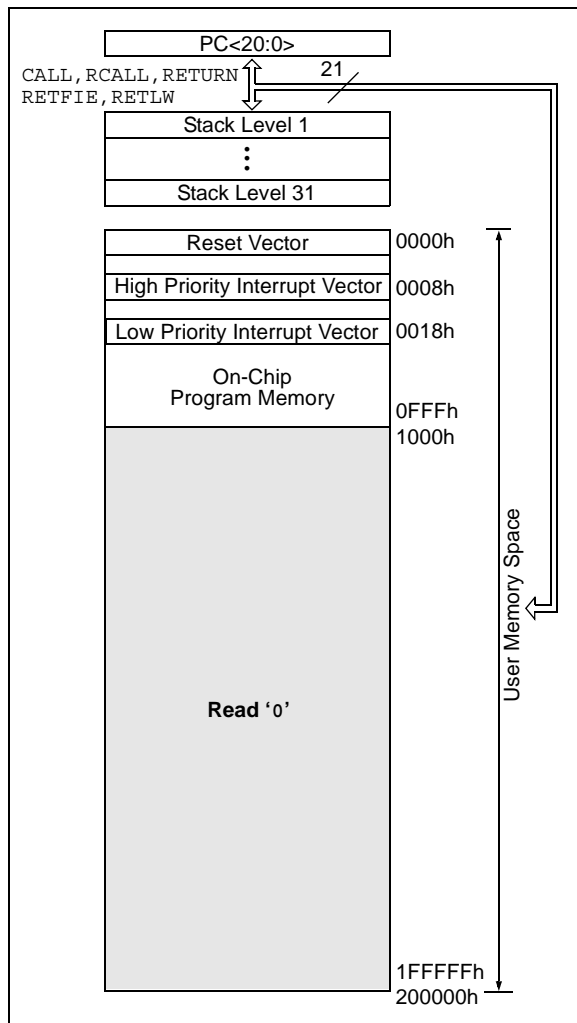 PC<20:0>
CALL,RCALL,RETURN
RETFIE,RETLW
21
Stack Level 1
Stack Level 31
Reset Vector
0000h
High Priority Interrupt Vector
0008h
Low Priority Interrupt Vector
0018h
On-Chip
Program Memory
0FFFh
1000h
User Memory Space
Read ‘0’
1FFFFFh
200000h